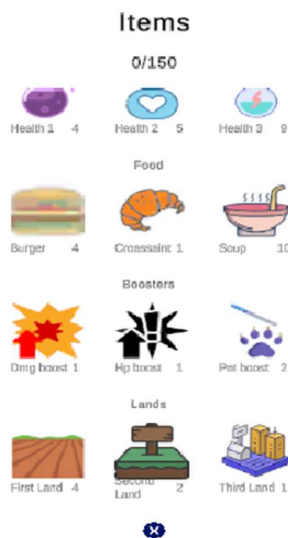 Items
0/150
Health 1 4 Health 2 5 Health 3 9
Food
Burger 4 Croassaint 1 Soup 10
Boosters
Dmg boost 1 Hp boost 1 Pet boost 2
Lands
First Land 4 Second Land 2 Third Land 1